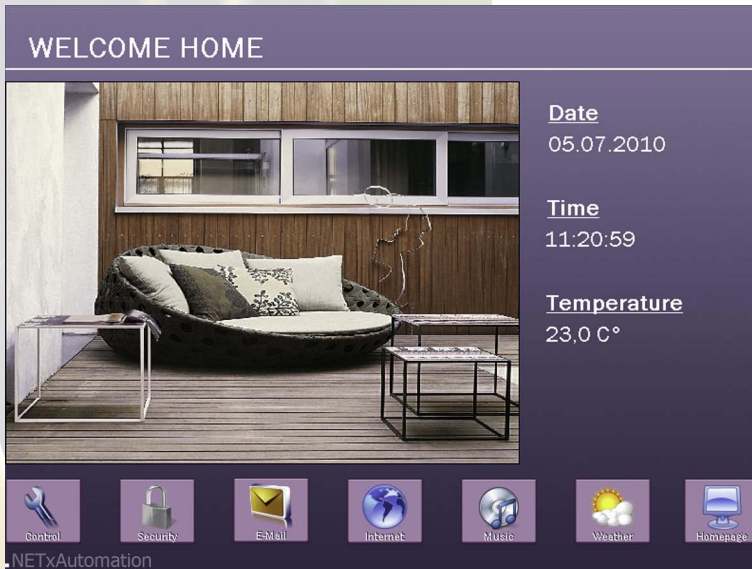 WELCOME HOME
Date
05.07.2010
Time
11:20:59
Temperature
23,0 C°
Control
Security
E-Mail
Internet
Music
Weather
Homepage
NETxAutomation